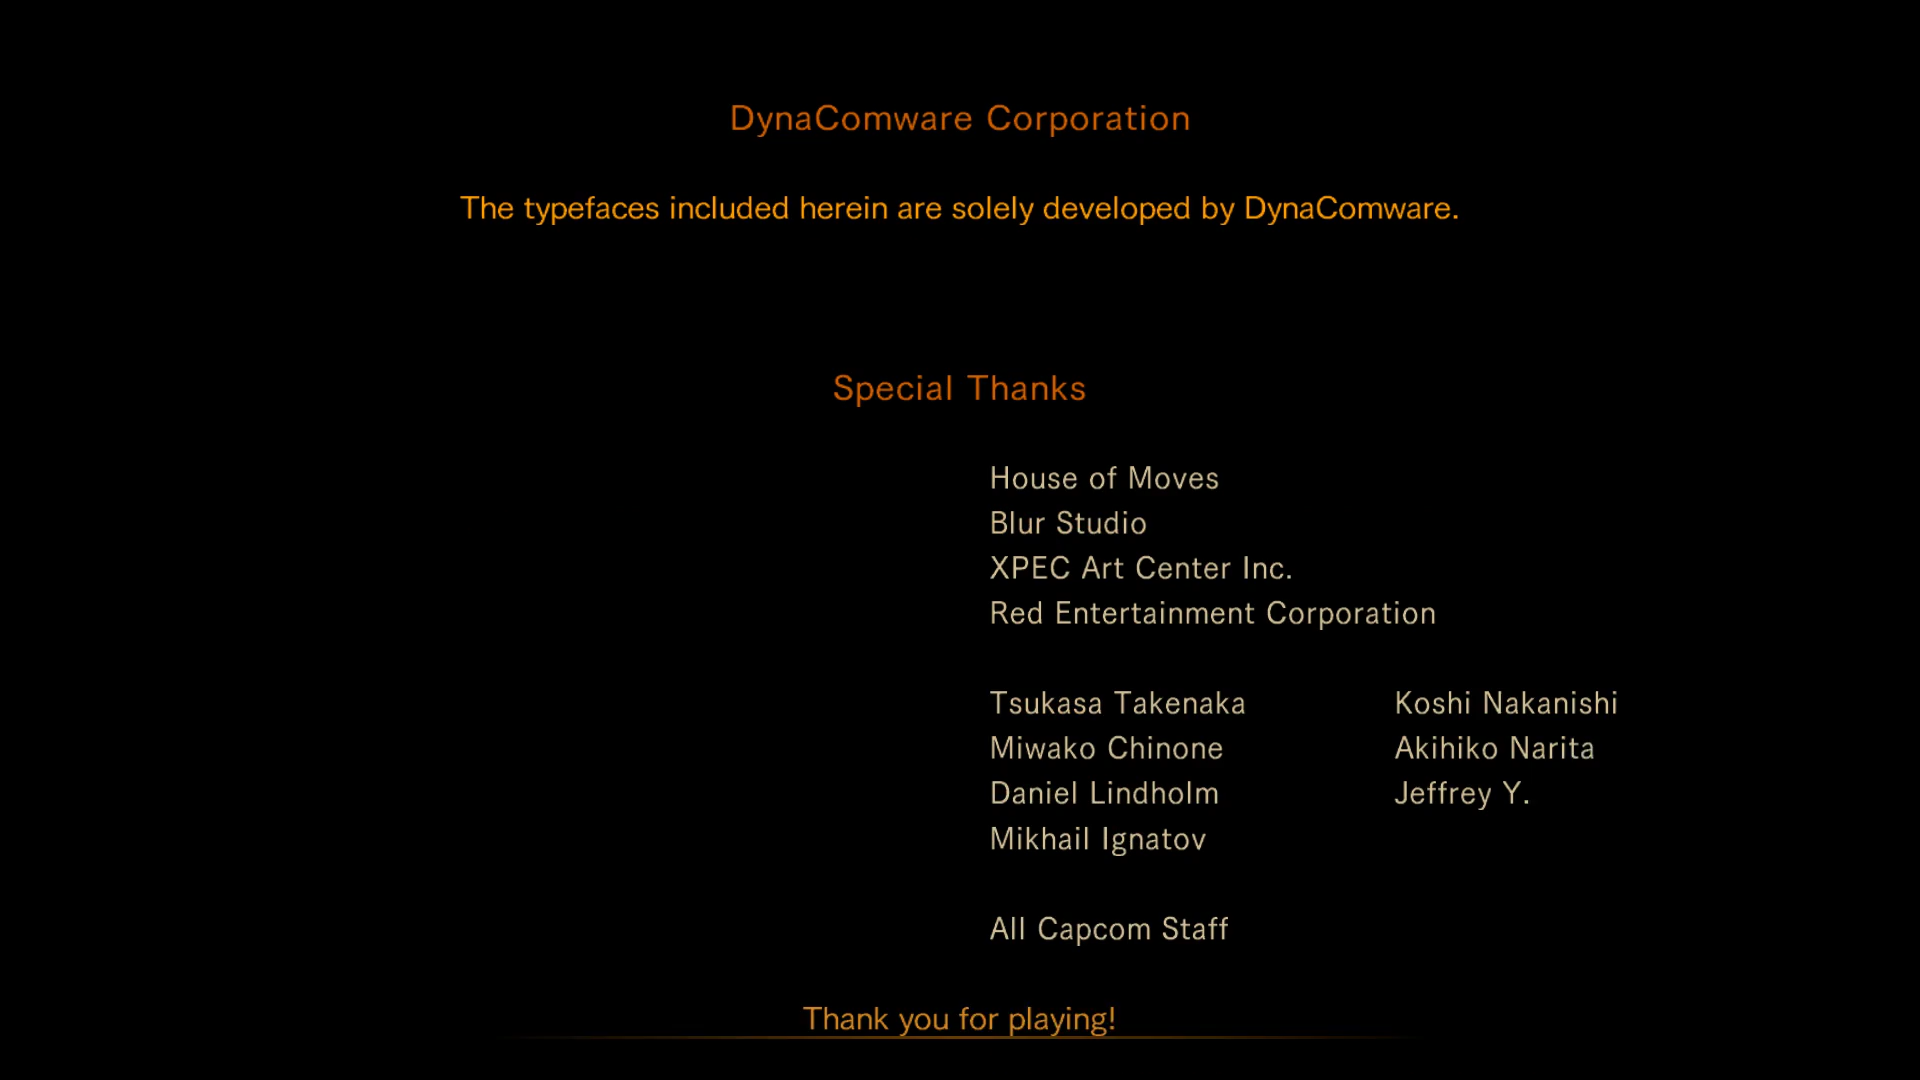 DynaComware Corporation
The typefaces included herein are solely developed by DynaComware.
Special Thanks
House of Moves
Blur Studio
XPEC Art Center Inc.
Red Entertainment Corporation
Tsukasa Takenaka Koshi Nakanishi
Miwako Chinone Akihiko Narita
Daniel Lindholm Jeffrey Y.
Mikhail Ignatov
All Capcom Staff
Thank you for playing!